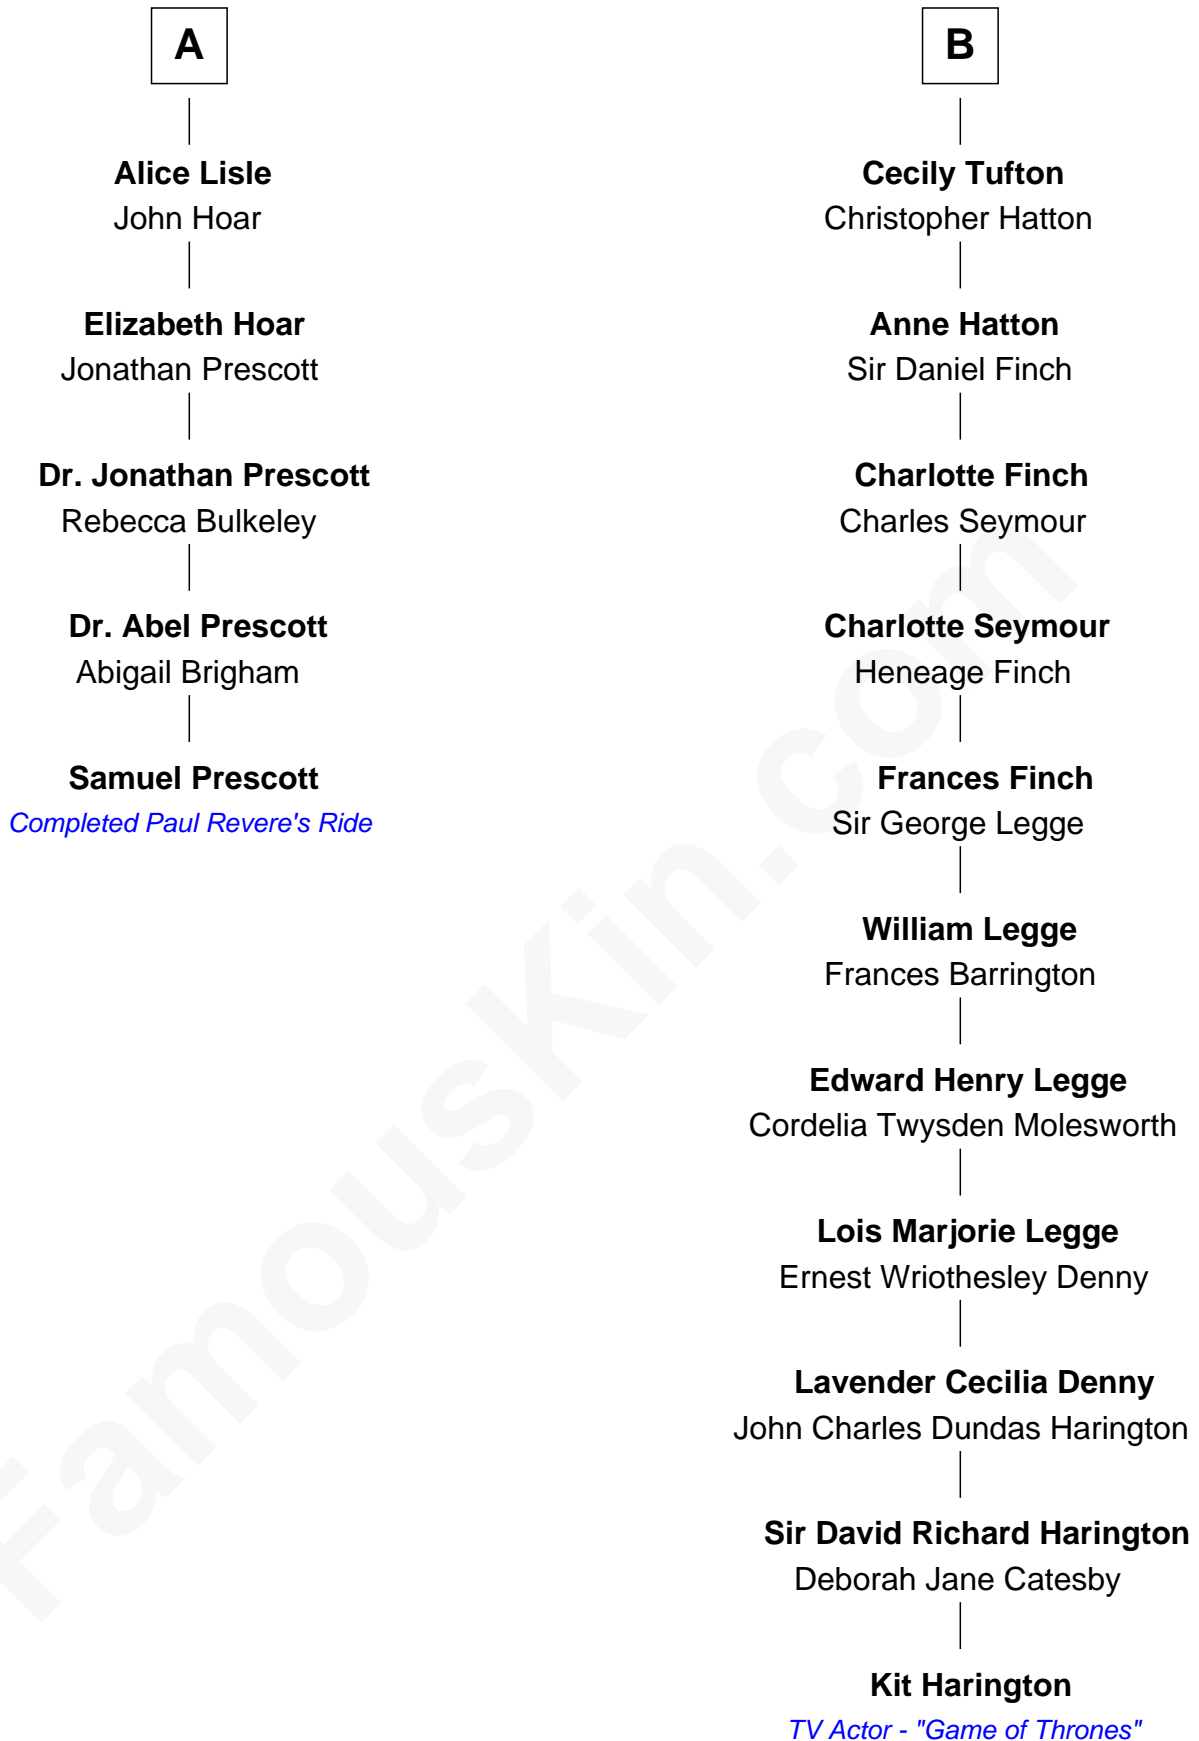 A
Alice Lisle
John Hoar
Elizabeth Hoar
Jonathan Prescott
Dr. Jonathan Prescott
Rebecca Bulkeley
Dr. Abel Prescott
Abigail Brigham
Samuel Prescott
Completed Paul Revere's Ride
B
Cecily Tufton
Christopher Hatton
Anne Hatton
Sir Daniel Finch
Charlotte Finch
Charles Seymour
Charlotte Seymour
Heneage Finch
Frances Finch
Sir George Legge
William Legge
Frances Barrington
Edward Henry Legge
Cordelia Twysden Molesworth
Lois Marjorie Legge
Ernest Wriothesley Denny
Lavender Cecilia Denny
John Charles Dundas Harington
Sir David Richard Harington
Deborah Jane Catesby
Kit Harington
TV Actor - "Game of Thrones"
FamousKin.com